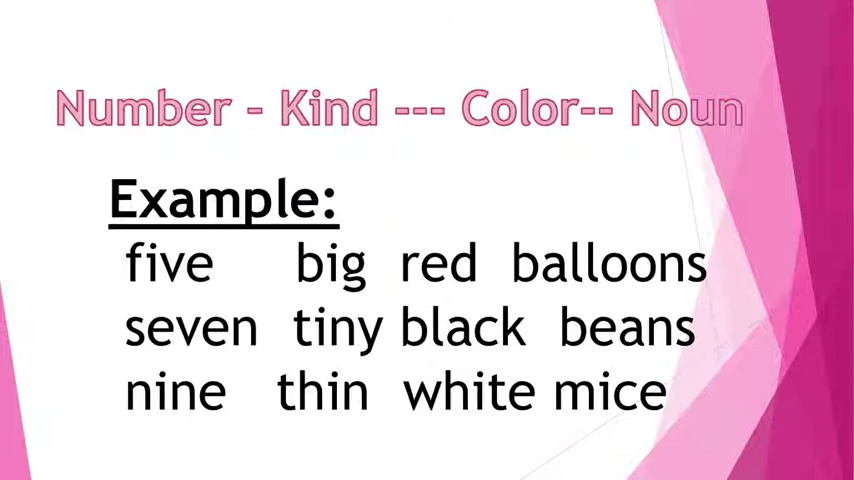 Number - Kind --- Color-- Noun
Example:
five big red balloons
seven tiny black beans
nine thin white mice